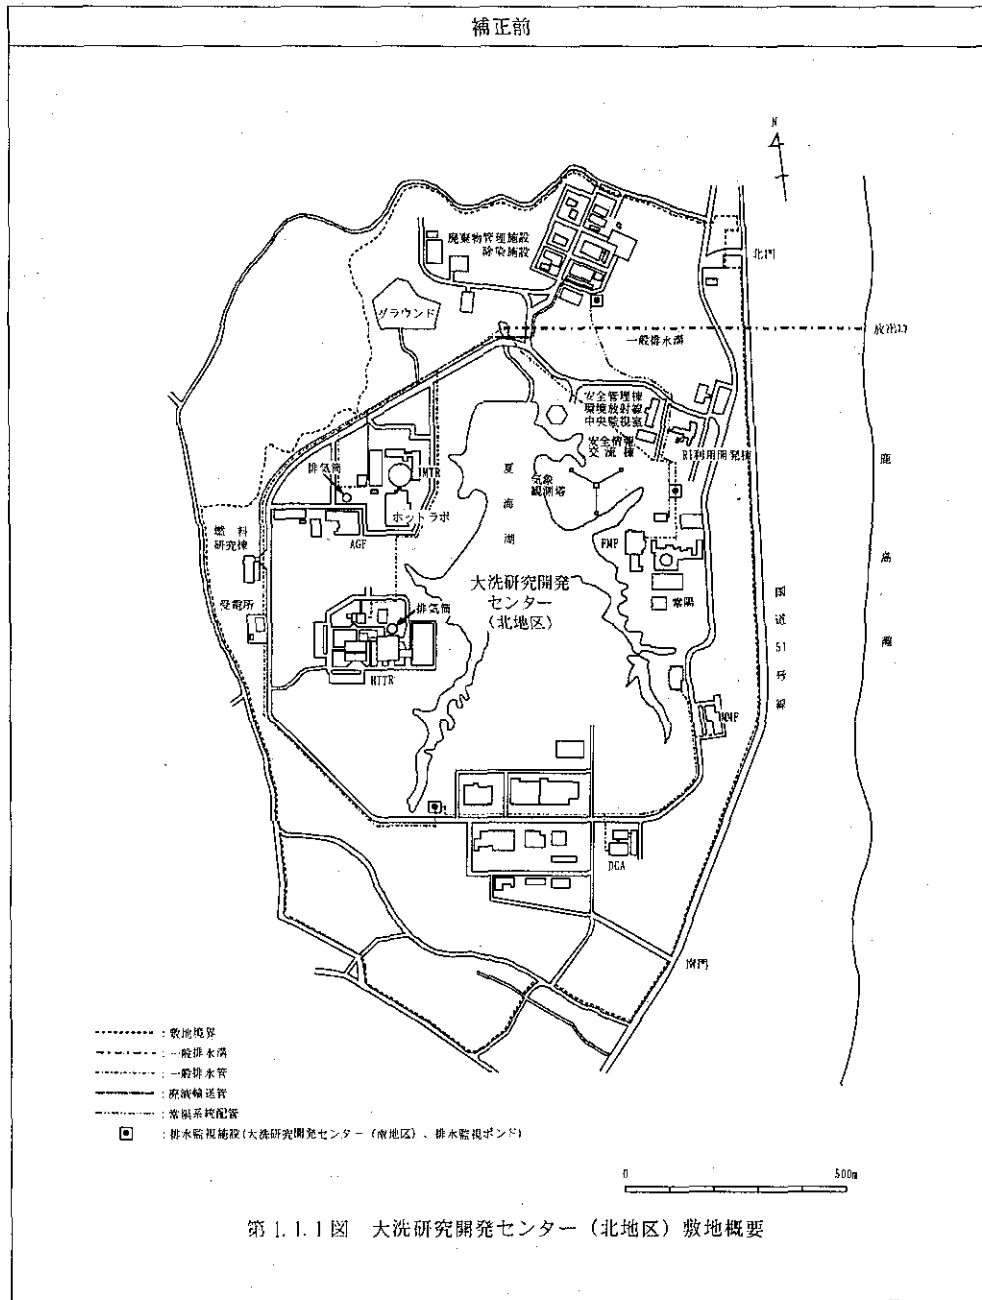 補正前
N
廃棄物管理施設
除染施設
北門
グラウンド
放出口
一般排水溝
安全管理棟
環境放射線
中央監視室
安全情報
交流棟
RI利用開発棟
排気筒
JMTR
夏海湖
気象
観測塔
鹿島灘
ホットラボ
燃料
研究棟
AGF
FMF
大洗研究開発
センター
(北地区)
常陽
国道51号線
受電所
排気筒
HTTR
MMF
DCA
南門
:敷地境界
:一般排水溝
:一般排水管
:廃液輸送管
:常陽系統配管
:排水監視施設(大洗研究開発センター(南地区)、排水監視ポンド)
0 500m
第1.1.1図 大洗研究開発センター(北地区)敷地概要